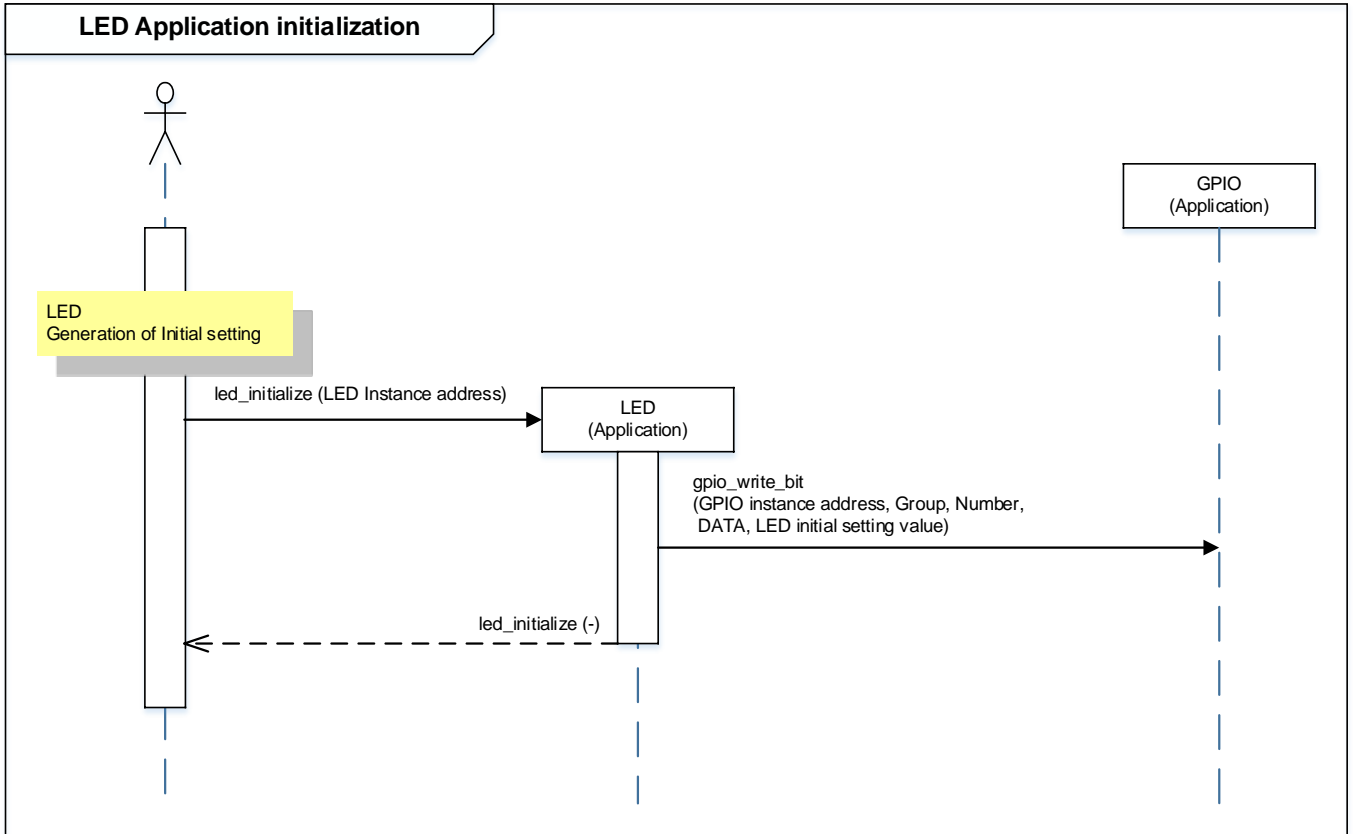 LED Application initialization
GPIO
(Application)
LED
Generation of Initial setting
led_initialize (LED Instance address)
LED
(Application)
gpio_write_bit
(GPIO instance address, Group, Number,
DATA, LED initial setting value)
led_initialize (-)